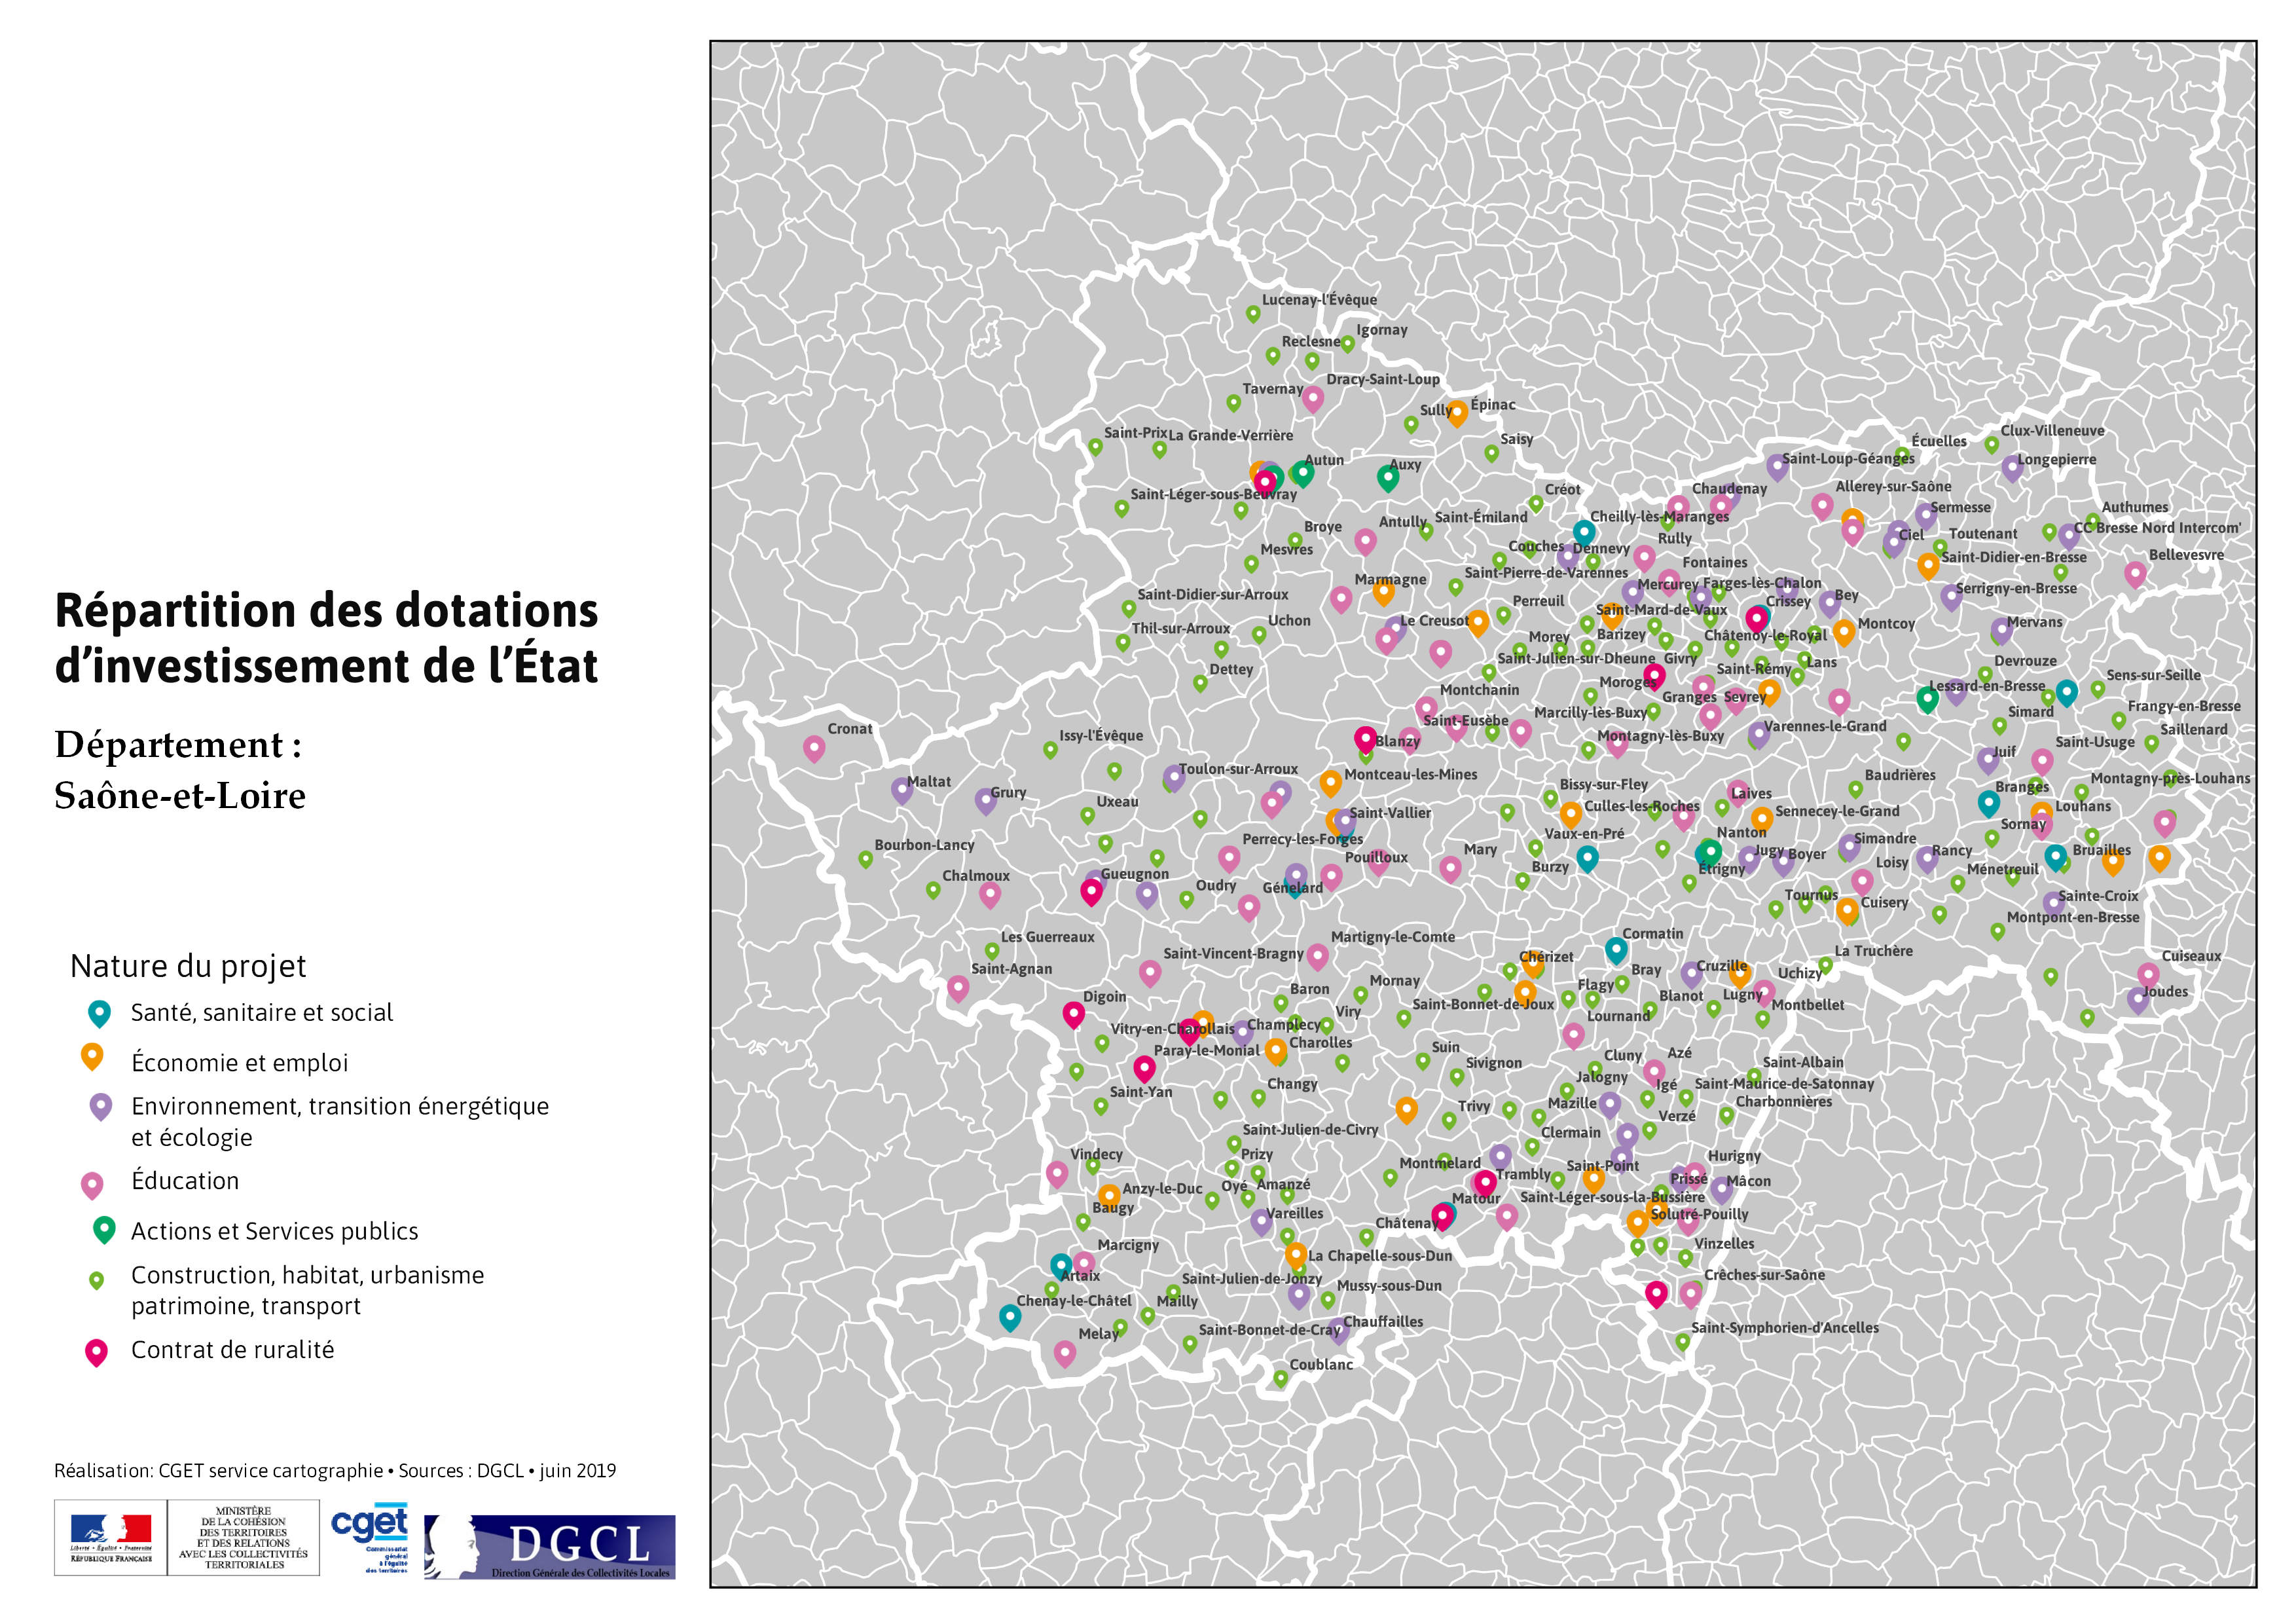 Répartition des dotations
d'investissement de l'État
Département :
Saône-et-Loire
Nature du projet
Santé, sanitaire et social
Économie et emploi
Environnement, transition énergétique
et écologie
Éducation
Actions et Services publics
Construction, habitat, urbanisme
patrimoine, transport
Contrat de ruralité
Réalisation: CGET service cartographie • Sources : DGCL • juin 2019
Liberté • Égalité • Fraternité
RÉPUBLIQUE FRANÇAISE
MINISTÈRE
DE LA COHÉSION
DES TERRITOIRES
ET DES RELATIONS
AVEC LES COLLECTIVITÉS
TERRITORIALES
cget
Commissariat
général
à l'égalité
des territoires
DGCL
Direction Générale des Collectivités Locales
Lucenay-l'Évêque
Igornay
Reclesne
Dracy-Saint-Loup
Tavernay
Sully
Épinac
Saint-Prix
La Grande-Verrière
Saisy
Autun
Auxy
Saint-Léger-sous-Beuvray
Créot
Broye
Antully
Saint-Émiland
Mesvres
Couches
Dennevy
Cheilly-lès-Maranges
Chaudenay
Saint-Loup-Géanges
Écuelles
Clux-Villeneuve
Longepierre
Allerey-sur-Saône
Sermesse
Authumes
CC Bresse Nord Intercom'
Ciel
Toutenant
Rully
Saint-Didier-en-Bresse
Bellevesvre
Fontaines
Saint-Pierre-de-Varennes
Marmagne
Mercurey
Farges-lès-Chalon
Serrigny-en-Bresse
Saint-Didier-sur-Arroux
Perreuil
Saint-Mard-de-Vaux
Crissey
Bey
Thil-sur-Arroux
Uchon
Le Creusot
Morey
Barizey
Châtenoy-le-Royal
Montcoy
Mervans
Dettey
Saint-Julien-sur-Dheune
Givry
Saint-Rémy
Lans
Devrouze
Moroges
Lessard-en-Bresse
Sens-sur-Seille
Montchanin
Granges
Sevrey
Simard
Frangy-en-Bresse
Saint-Eusèbe
Marcilly-lès-Buxy
Varennes-le-Grand
Saillenard
Cronat
Issy-l'Évêque
Blanzy
Montagny-lès-Buxy
Juif
Saint-Usuge
Maltat
Grury
Toulon-sur-Arroux
Montceau-les-Mines
Bissy-sur-Fley
Baudrières
Montagny-près-Louhans
Branges
Uxeau
Saint-Vallier
Culles-les-Roches
Laives
Sennecey-le-Grand
Louhans
Bourbon-Lancy
Perrecy-les-Forges
Vaux-en-Pré
Nanton
Simandre
Sornay
Pouilloux
Mary
Burzy
Jugy
Boyer
Loisy
Rancy
Bruailles
Chalmoux
Gueugnon
Oudry
Génelard
Étrigny
Ménetreuil
Tournus
Cuisery
Sainte-Croix
Montpont-en-Bresse
Les Guerreaux
Saint-Vincent-Bragny
Martigny-le-Comte
Cormatin
La Truchère
Saint-Agnan
Chérizet
Bray
Cruzille
Uchizy
Cuiseaux
Digoin
Baron
Mornay
Flagy
Blanot
Lugny
Montbellet
Joudes
Saint-Bonnet-de-Joux
Viry
Lournand
Vitry-en-Charollais
Champlecy
Paray-le-Monial
Charolles
Suin
Sivignon
Cluny
Azé
Saint-Albain
Saint-Yan
Changy
Jalogny
Igé
Saint-Maurice-de-Satonnay
Trivy
Mazille
Verzé
Charbonnières
Saint-Julien-de-Civry
Clermain
Vindecy
Prizy
Montmelard
Trambly
Saint-Point
Hurigny
Anzy-le-Duc
Oyé
Amanzé
Prissé
Mâcon
Baugy
Matour
Saint-Léger-sous-la-Bussière
Vareilles
Châtenay
Solutré-Pouilly
Marcigny
La Chapelle-sous-Dun
Vinzelles
Artaix
Saint-Julien-de-Jonzy
Mussy-sous-Dun
Crêches-sur-Saône
Chenay-le-Châtel
Mailly
Melay
Saint-Bonnet-de-Cray
Chauffailles
Saint-Symphorien-d'Ancelles
Coublanc